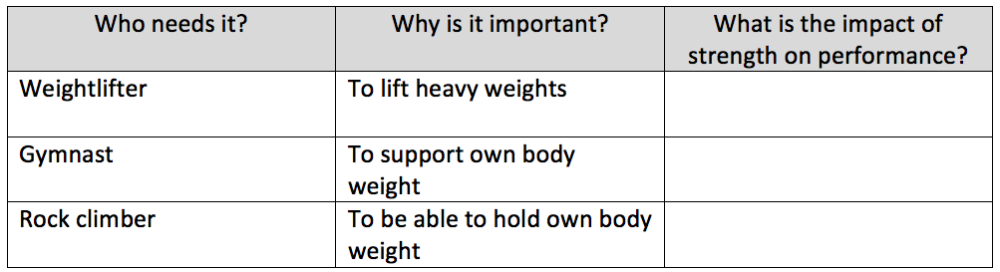 Who needs it?
Why is it important?
What is the impact of
strength on performance?
Weightlifter
To lift heavy weights
Gymnast
To support own body
weight
Rock climber
To be able to hold own body
weight